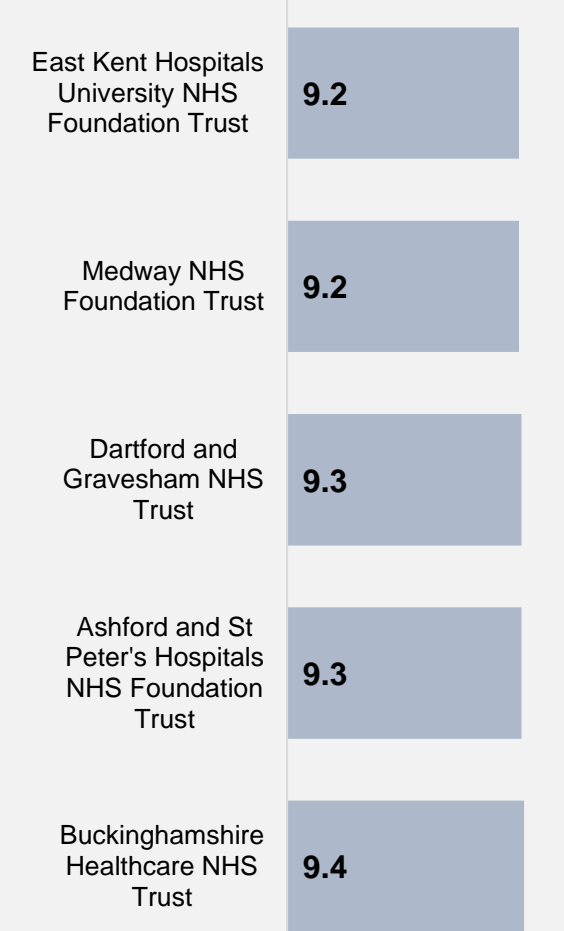 East Kent Hospitals
University NHS
Foundation Trust
9.2
Medway NHS
Foundation Trust
9.2
Dartford and
Gravesham NHS
Trust
9.3
Ashford and St
Peter's Hospitals
NHS Foundation
Trust
9.3
Buckinghamshire
Healthcare NHS
Trust
9.4